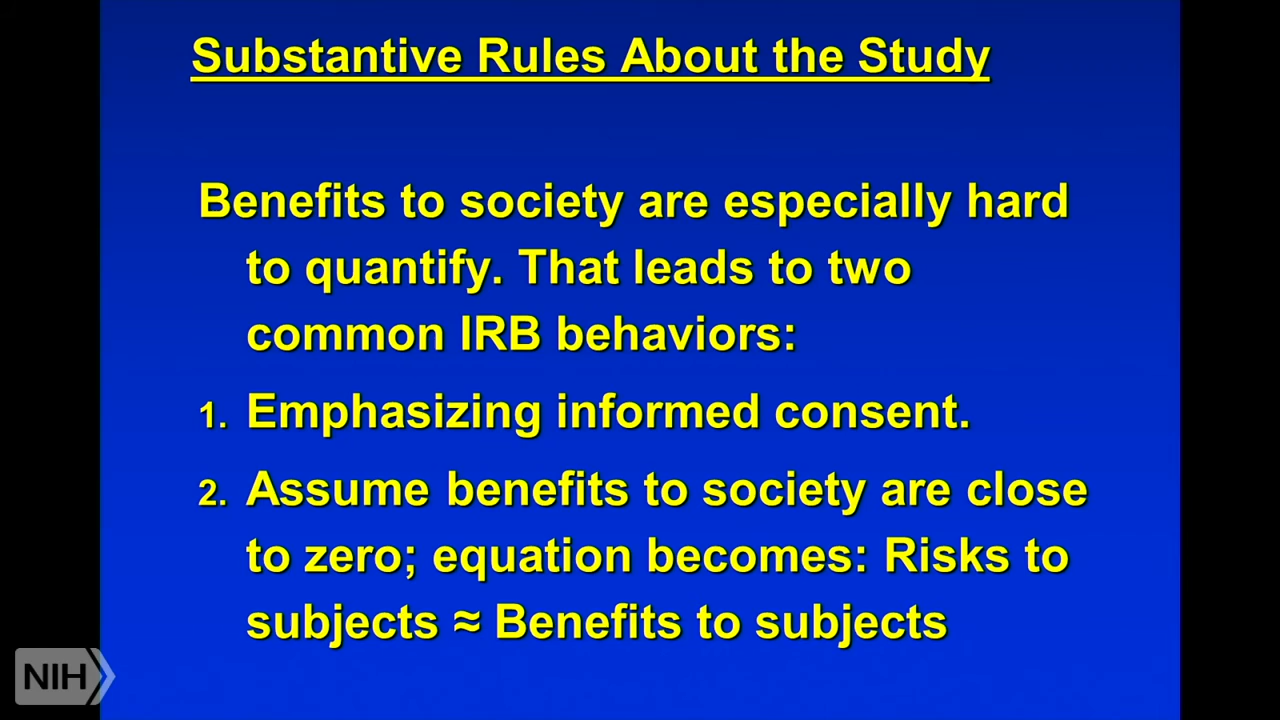 Substantive Rules About the Study
Benefits to society are especially hard
to quantify. That leads to two
common IRB behaviors:
1. Emphasizing informed consent.
2. Assume benefits to society are close
to zero; equation becomes: Risks to
subjects ≈ Benefits to subjects
NIH